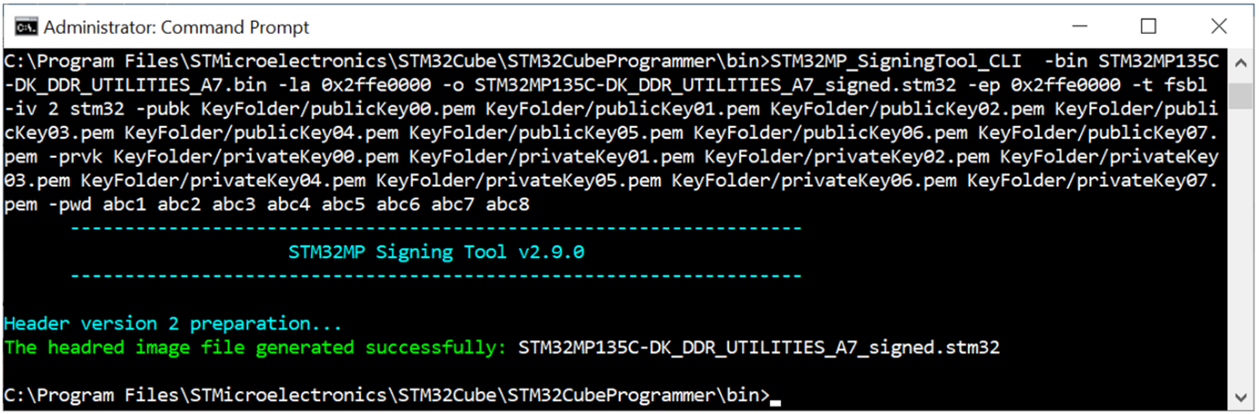 Administrator: Command Prompt
C:\Program Files\STMicroelectronics\STM32Cube\STM32CubeProgrammer\bin>STM32MP_SigningTool_CLI  -bin STM32MP135C
-DK_DDR_UTILITIES_A7.bin -la 0x2ffe0000 -o STM32MP135C-DK_DDR_UTILITIES_A7_signed.stm32 -ep 0x2ffe0000 -t fsbl
-iv 2 stm32 -pubk KeyFolder/publicKey00.pem KeyFolder/publicKey01.pem KeyFolder/publicKey02.pem KeyFolder/publi
cKey03.pem KeyFolder/publicKey04.pem KeyFolder/publicKey05.pem KeyFolder/publicKey06.pem KeyFolder/publicKey07.
pem -prvk KeyFolder/privateKey00.pem KeyFolder/privateKey01.pem KeyFolder/privateKey02.pem KeyFolder/privateKey
03.pem KeyFolder/privateKey04.pem KeyFolder/privateKey05.pem KeyFolder/privateKey06.pem KeyFolder/privateKey07.
pem -pwd abc1 abc2 abc3 abc4 abc5 abc6 abc7 abc8
-------------------------------------------------------------------
STM32MP Signing Tool v2.9.0
-------------------------------------------------------------------
Header version 2 preparation...
The headred image file generated successfully: STM32MP135C-DK_DDR_UTILITIES_A7_signed.stm32
C:\Program Files\STMicroelectronics\STM32Cube\STM32CubeProgrammer\bin>_